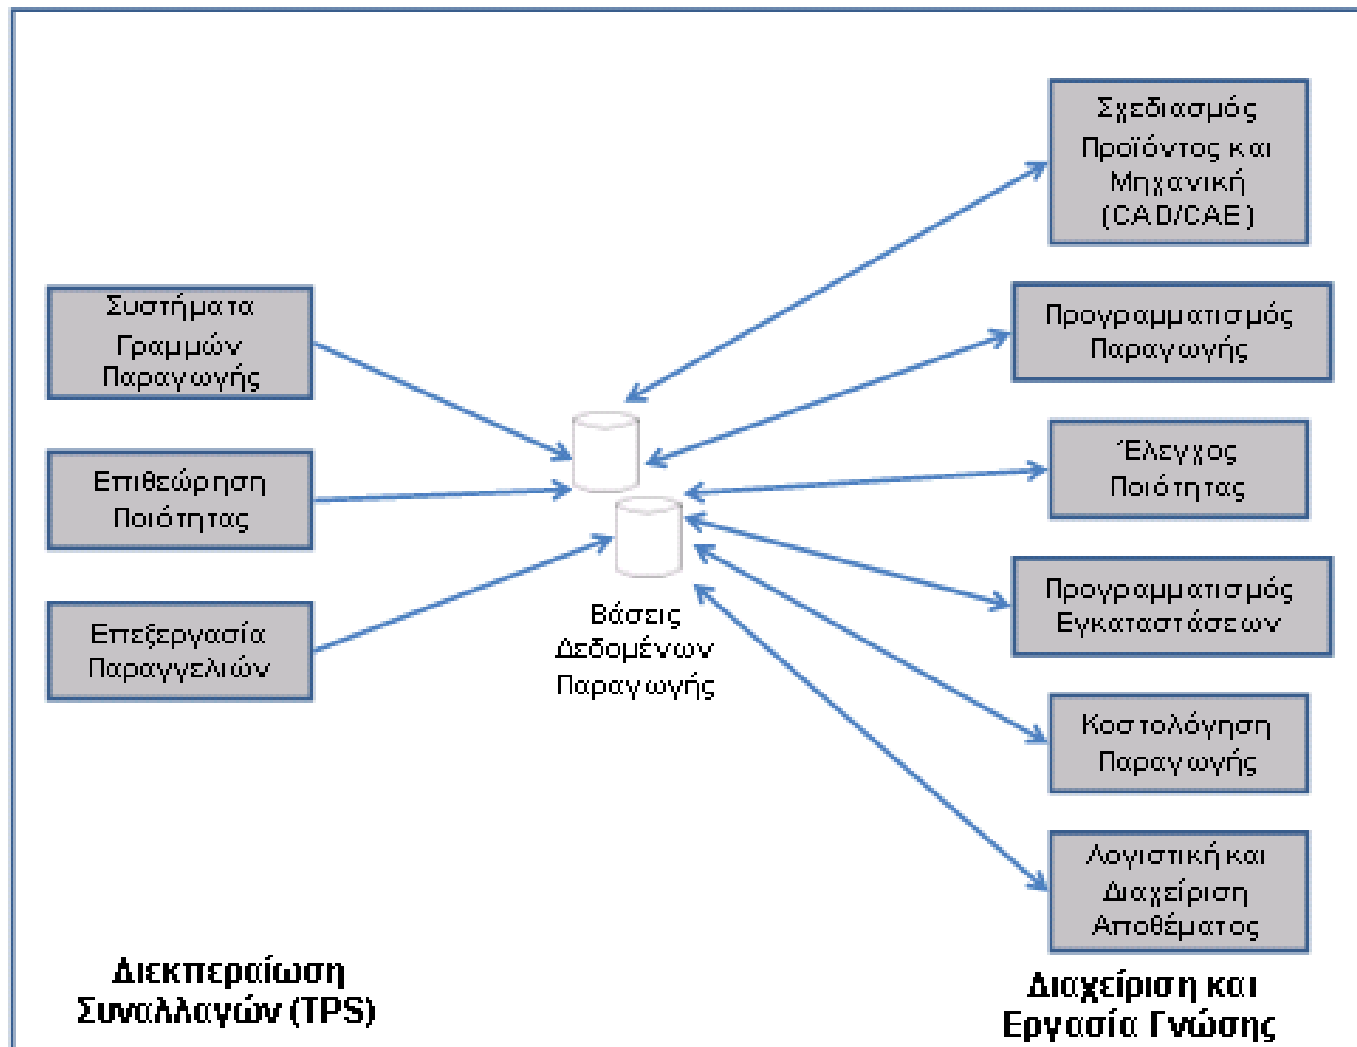 Σχεδιασμός
Προϊόντος και
Μηχανική
(CAD/CAE)
Συστήματα
Γραμμών
Παραγωγής
Προγραμματισμός
Παραγωγής
Επιθεώρηση
Ποιότητας
Έλεγχος
Ποιότητας
Επεξεργασία
Παραγγελιών
Βάσεις
Δεδομένων
Παραγωγής
Προγραμματισμός
Εγκαταστάσεων
Κοστολόγηση
Παραγωγής
Λογιστική και
Διαχείριση
Αποθέματος
Διεκπεραίωση
Συναλλαγών (TPS)
Διαχείριση και
Εργασία Γνώσης